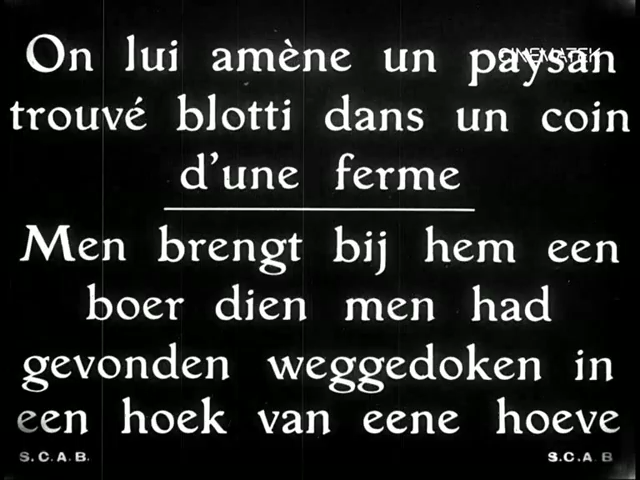 CINEMATEK
On lui amène un paysan
trouvé blotti dans un coin
d'une ferme
Men brengt bij hem een
boer dien men had
gevonden weggedoken in
een hoek van eene hoeve
S.C.A.B. S.C.A.B